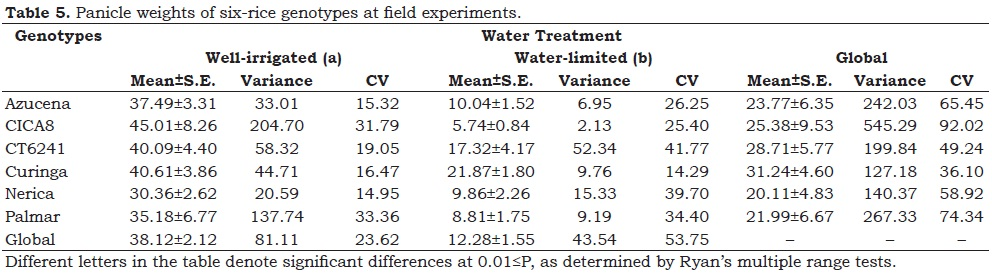 Table 5. Panicle weights of six-rice genotypes at field experiments.
Genotypes Water Treatment
Well-irrigated (a) Water-limited (b) Global
Mean±S.E. Variance CV Mean±S.E. Variance CV Mean±S.E. Variance CV
Azucena 37.49±3.31 33.01 15.32 10.04±1.52 6.95 26.25 23.77±6.35 242.03 65.45
CICA8 45.01±8.26 204.70 31.79 5.74±0.84 2.13 25.40 25.38±9.53 545.29 92.02
CT6241 40.09±4.40 58.32 19.05 17.32±4.17 52.34 41.77 28.71±5.77 199.84 49.24
Curinga 40.61±3.86 44.71 16.47 21.87±1.80 9.76 14.29 31.24±4.60 127.18 36.10
Nerica 30.36±2.62 20.59 14.95 9.86±2.26 15.33 39.70 20.11±4.83 140.37 58.92
Palmar 35.18±6.77 137.74 33.36 8.81±1.75 9.19 34.40 21.99±6.67 267.33 74.34
Global 38.12±2.12 81.11 23.62 12.28±1.55 43.54 53.75 – – –
Different letters in the table denote significant differences at 0.01≤P, as determined by Ryan's multiple range tests.